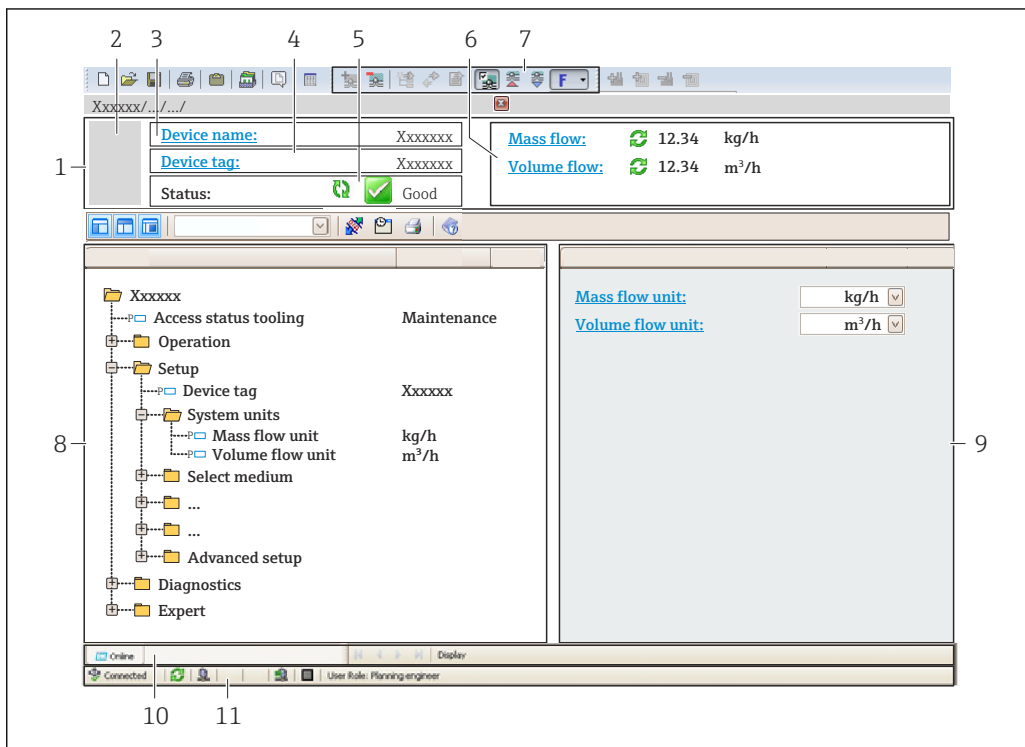 2 3 4 5 6 7
F
Xxxxxx/.../.../
1
Device name: Xxxxxxx
Device tag: Xxxxxxx
Status: Good
Mass flow: 12.34 kg/h
Volume flow: 12.34 m³/h
Xxxxxx
P Access status tooling Maintenance
Operation
Setup
P Device tag Xxxxxx
System units
P Mass flow unit kg/h
P Volume flow unit m³/h
Select medium
...
...
Advanced setup
Diagnostics
Expert
8
Mass flow unit: kg/h
Volume flow unit: m³/h
9
Online Display
Connected User Role: Planning engineer
10 11